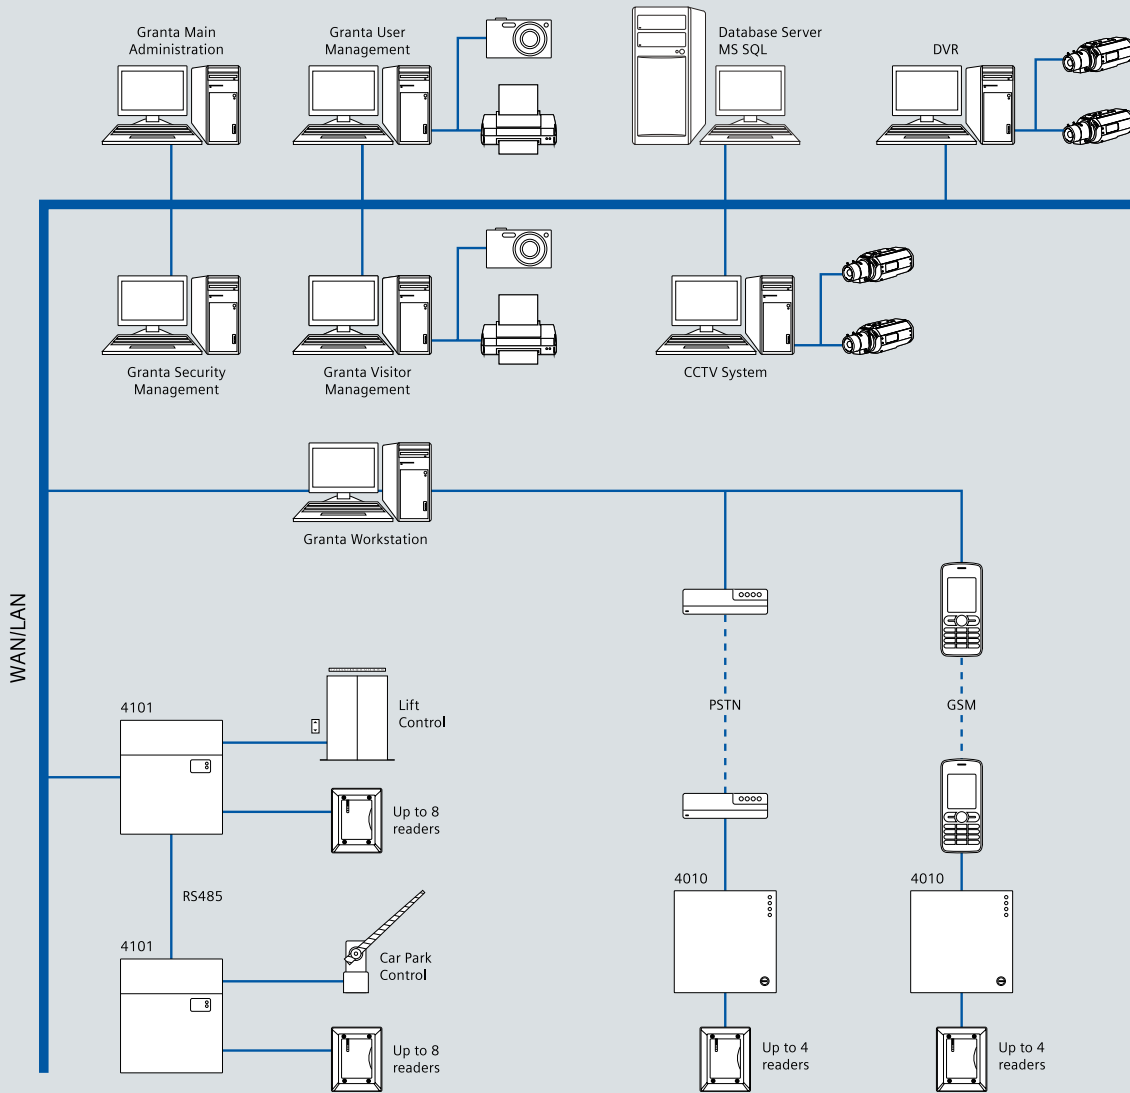 Granta Main
Administration
Granta User
Management
Database Server
MS SQL
DVR
Granta Security
Management
Granta Visitor
Management
CCTV System
Granta Workstation
WAN/LAN
4101
Lift
Control
PSTN
GSM
Up to 8
readers
RS485
4010
4010
4101
Car Park
Control
Up to 8
readers
Up to 4
readers
Up to 4
readers